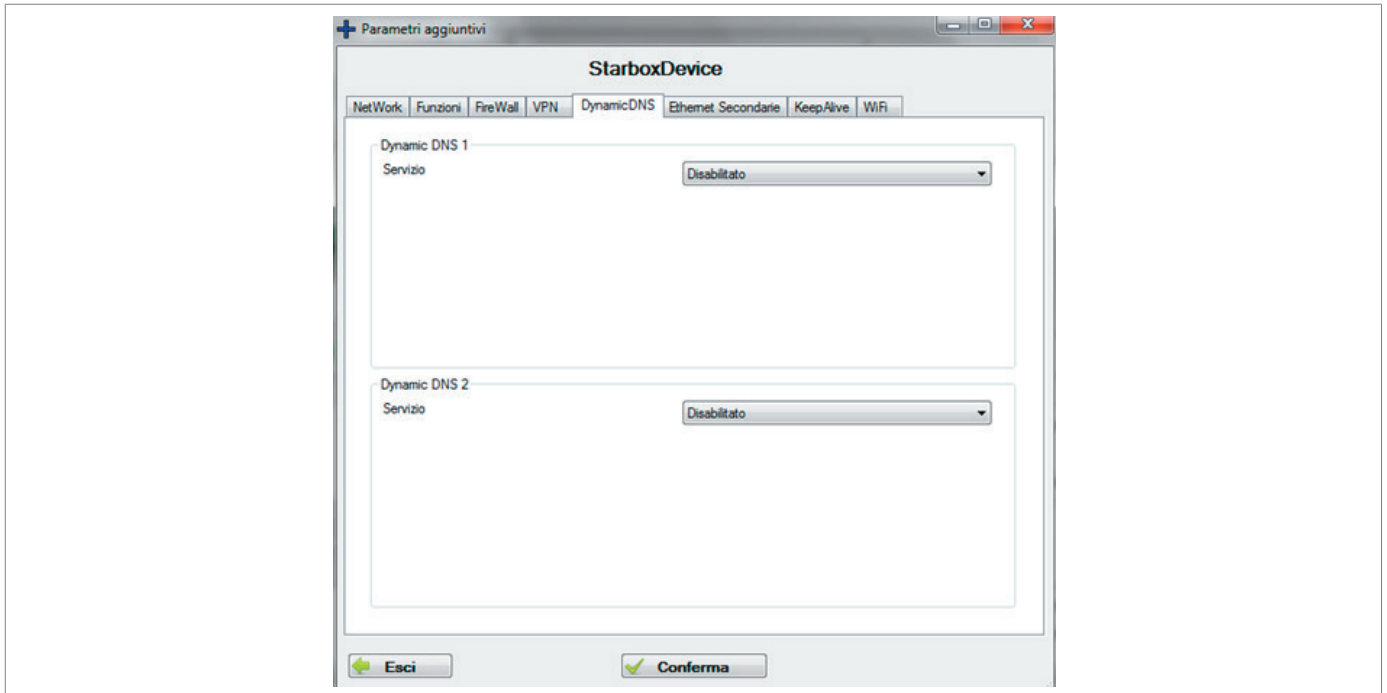 Parametri aggiuntivi
StarboxDevice
NetWork Funzioni FireWall VPN DynamicDNS Ethernet Secondarie KeepAlive WiFi
Dynamic DNS 1
Servizio Disabilitato
Dynamic DNS 2
Servizio Disabilitato
Esci Conferma